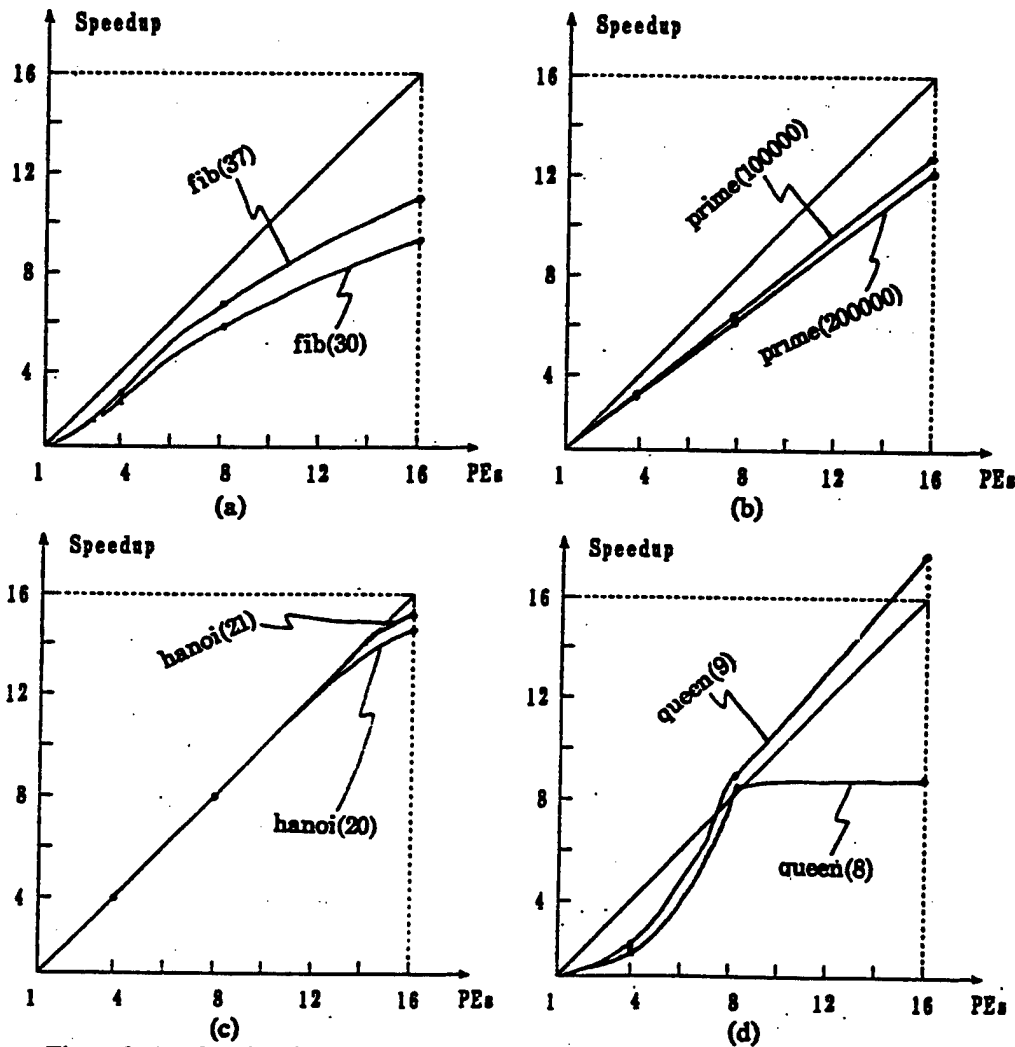 Speedup
16
12
8
4
fib(37)
fib(30)
1 4 8 12 16 PEs
(a)
Speedup
16
12
8
4
prime(100000)
prime(200000)
1 4 8 12 16 PEs
(b)
Speedup
16
12
8
4
hanoi(21)
hanoi(20)
1 4 8 12 16 PEs
(c)
Speedup
16
12
8
4
queen(9)
queen(8)
1 4 8 12 16 PEs
(d)